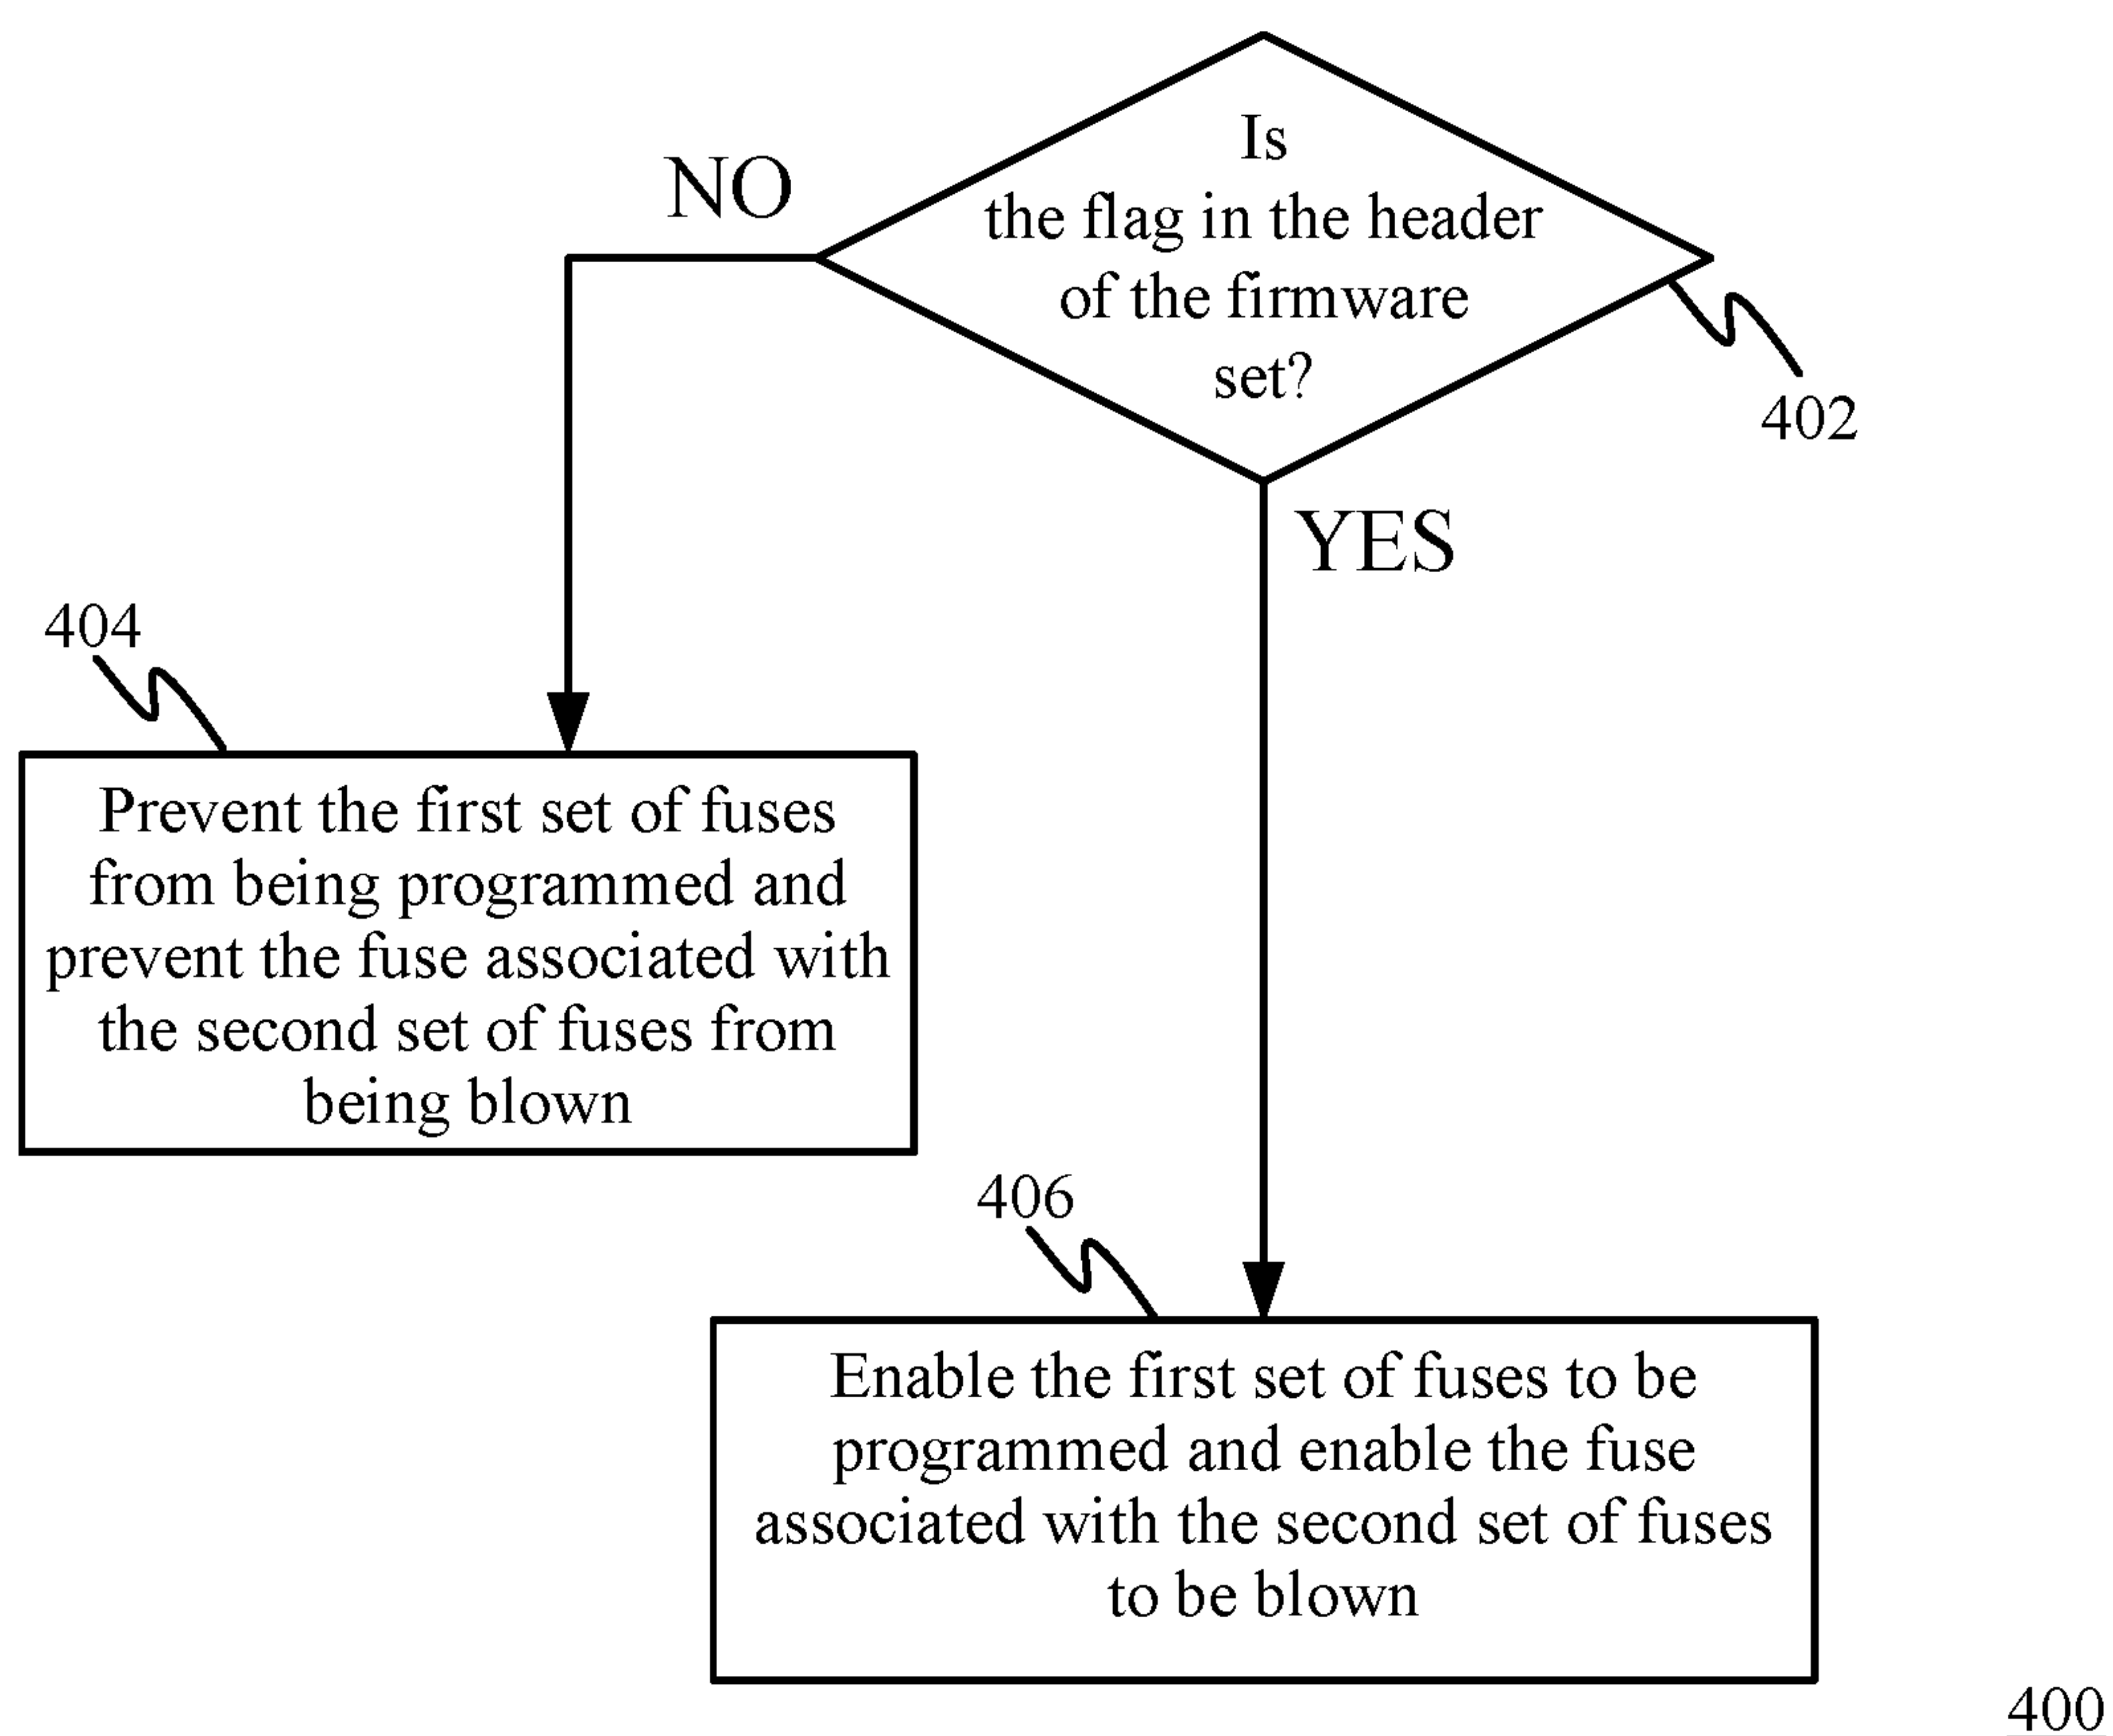 Is
the flag in the header
of the firmware
set?
NO
402
YES
404
Prevent the first set of fuses
from being programmed and
prevent the fuse associated with
the second set of fuses from
being blown
406
Enable the first set of fuses to be
programmed and enable the fuse
associated with the second set of fuses
to be blown
400